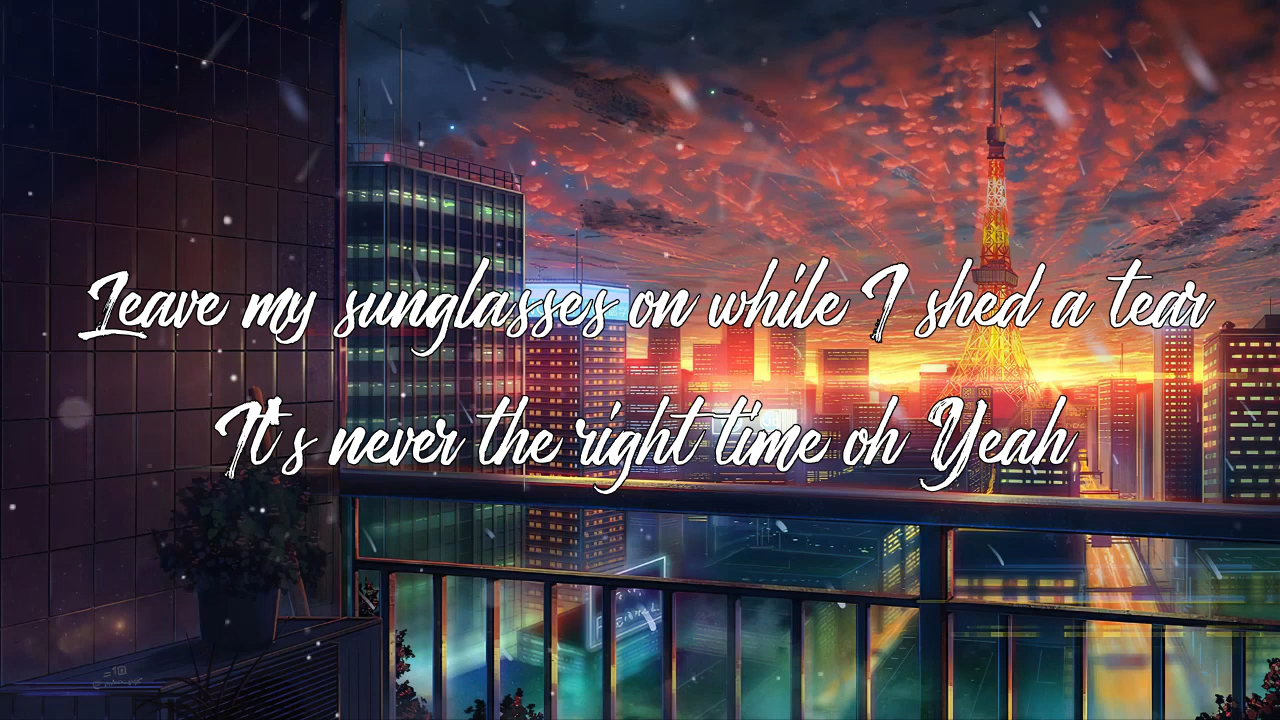 Leave my sunglasses on while I shed a tear
It's never the right time oh Yeah